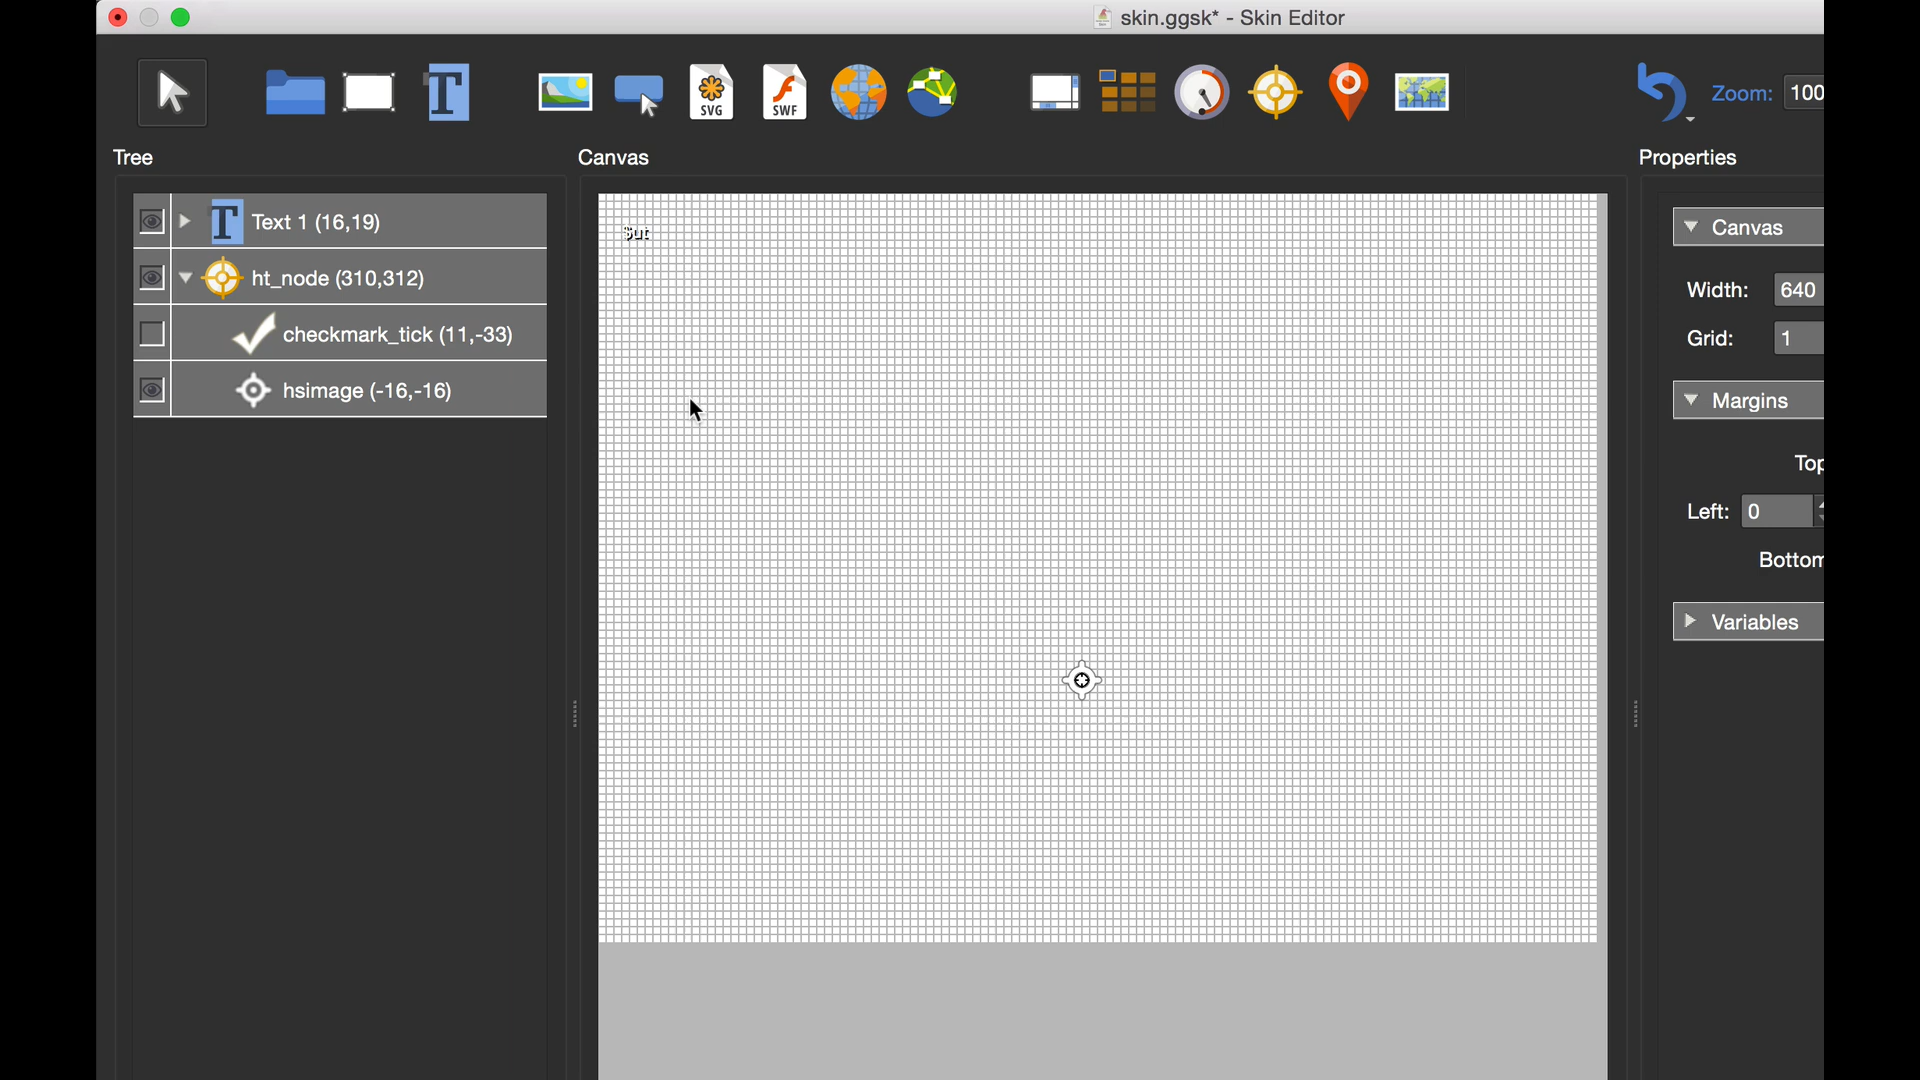 skin.ggsk* - Skin Editor
SVG
SWF
Zoom: 100
Tree
Canvas
Properties
Text 1 (16,19)
ht_node (310,312)
checkmark_tick (11,-33)
hsimage (-16,-16)
$ut
Canvas
Width: 640
Grid: 1
Margins
Top
Left: 0
Bottom
Variables